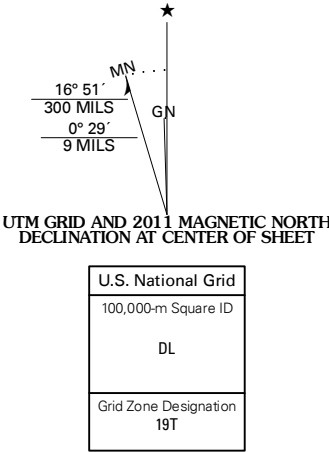 ★
MN
16° 51´
300 MILS
GN
0° 29´
9 MILS
UTM GRID AND 2011 MAGNETIC NORTH
DECLINATION AT CENTER OF SHEET
U.S. National Grid
100,000-m Square ID
DL
Grid Zone Designation
19T